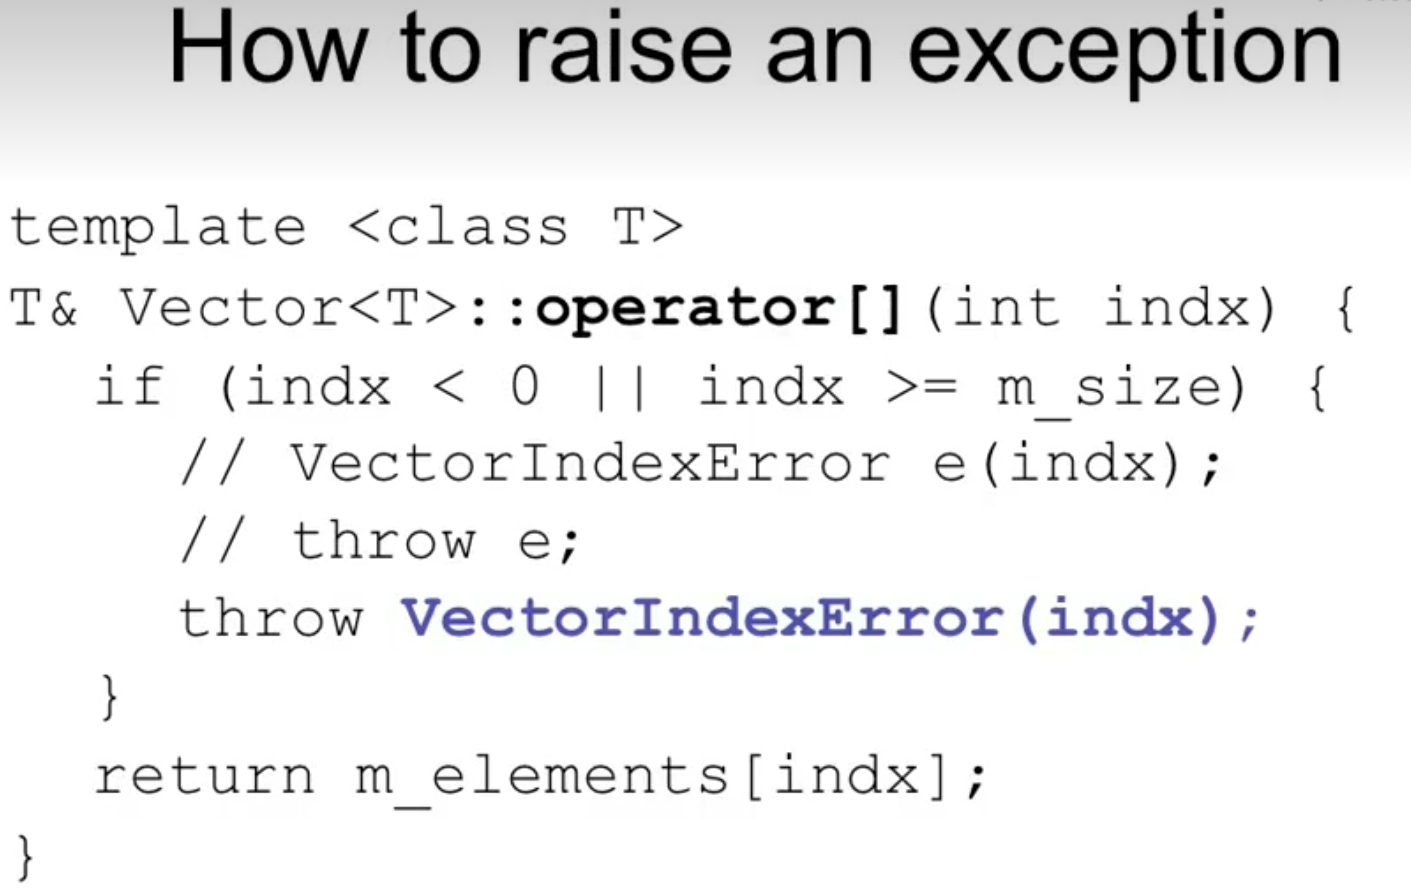 How to raise an exception
template <class T>
T& Vector<T>::operator[](int indx) {
if (indx < 0 || indx >= m_size) {
// VectorIndexError e(indx);
// throw e;
throw VectorIndexError(indx);
}
return m_elements[indx];
}